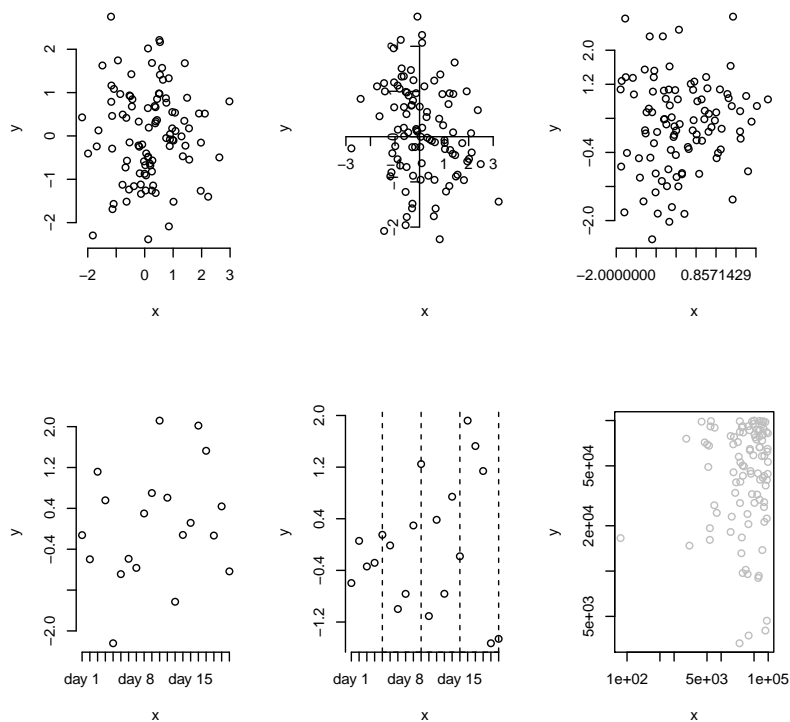 y
2
1
0
−1
−2
−2 0 1 2 3
x
y
2
−1
−2
−3 1 2 3
x
y
2.0
1.2
−0.4
−2.0
−2.0000000 0.8571429
x
y
2.0
1.2
0.4
−0.4
−2.0
day 1 day 8 day 15
x
y
2.0
1.2
0.4
−0.4
−1.2
day 1 day 8 day 15
x
y
5e+04
2e+04
5e+03
1e+02 5e+03 1e+05
x